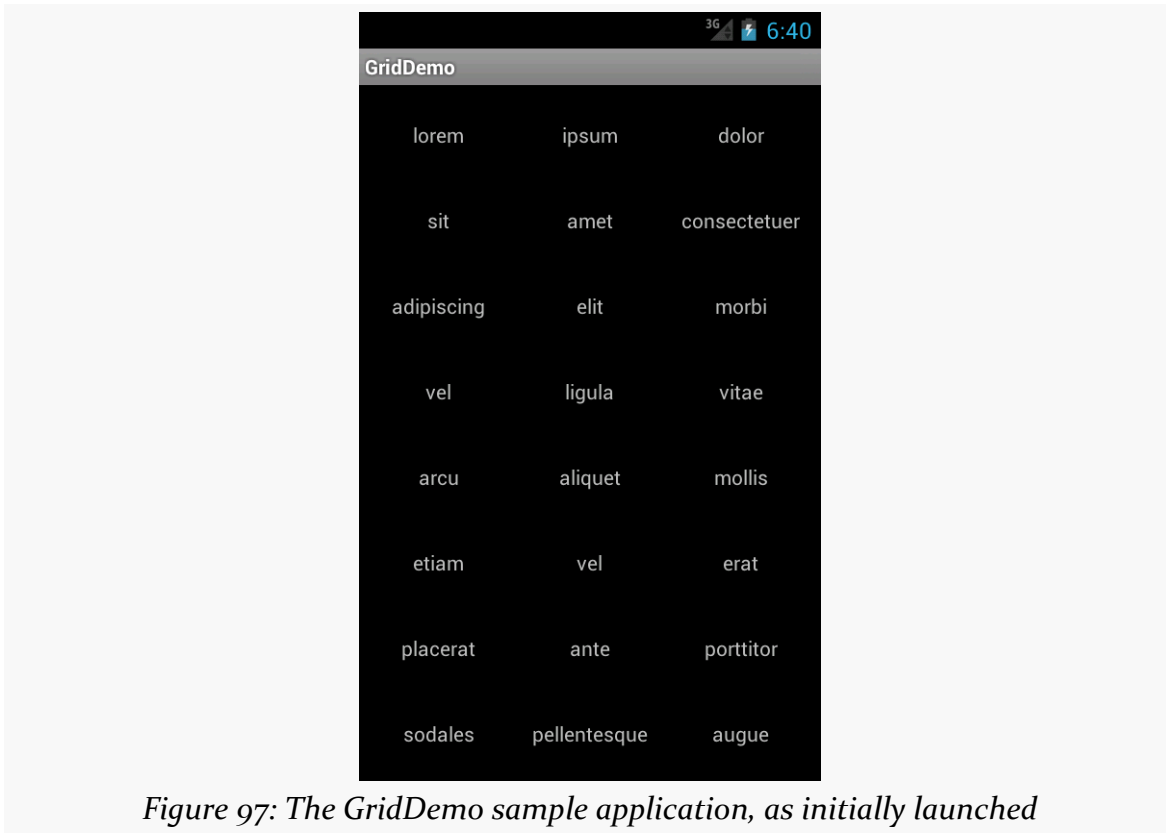 3G 6:40
GridDemo
lorem ipsum dolor
sit amet consectetuer
adipiscing elit morbi
vel ligula vitae
arcu aliquet mollis
etiam vel erat
placerat ante porttitor
sodales pellentesque augue
Figure 97: The GridDemo sample application, as initially launched